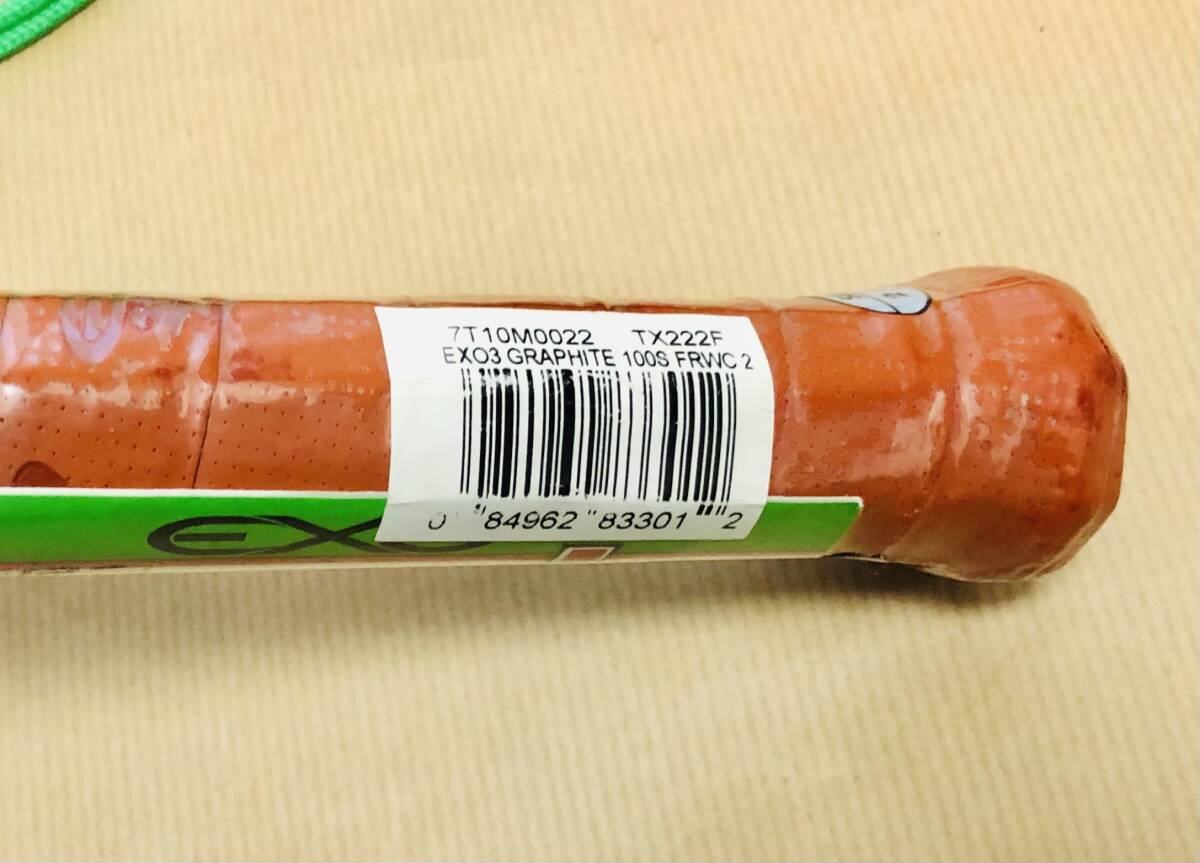 7T10M0022 TX222F
EXO3 GRAPHITE 100S FRWC 2
0 84962 83301 2
EXO